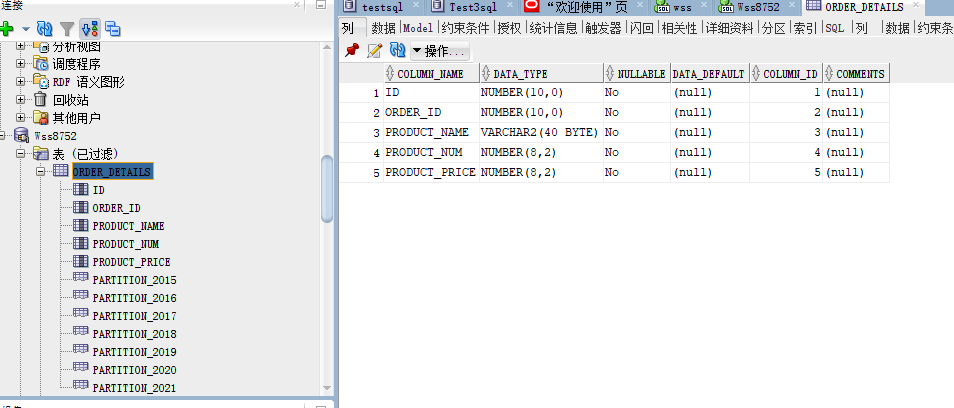 连接
testsql
Test3sql
“欢迎使用”页
wss
Wss8752
ORDER_DETAILS
列 数据 Model 约束条件 授权 统计信息 触发器 闪回 相关性 详细资料 分区 索引 SQL 列 数据 约束条
操作...
COLUMN_NAME DATA_TYPE NULLABLE DATA_DEFAULT COLUMN_ID COMMENTS
1 ID NUMBER(10,0) No (null) 1 (null)
2 ORDER_ID NUMBER(10,0) No (null) 2 (null)
3 PRODUCT_NAME VARCHAR2(40 BYTE) No (null) 3 (null)
4 PRODUCT_NUM NUMBER(8,2) No (null) 4 (null)
5 PRODUCT_PRICE NUMBER(8,2) No (null) 5 (null)
分析视图
调度程序
RDF 语义图形
回收站
其他用户
Wss8752
表 (已过滤)
ORDER_DETAILS
ID
ORDER_ID
PRODUCT_NAME
PRODUCT_NUM
PRODUCT_PRICE
PARTITION_2015
PARTITION_2016
PARTITION_2017
PARTITION_2018
PARTITION_2019
PARTITION_2020
PARTITION_2021